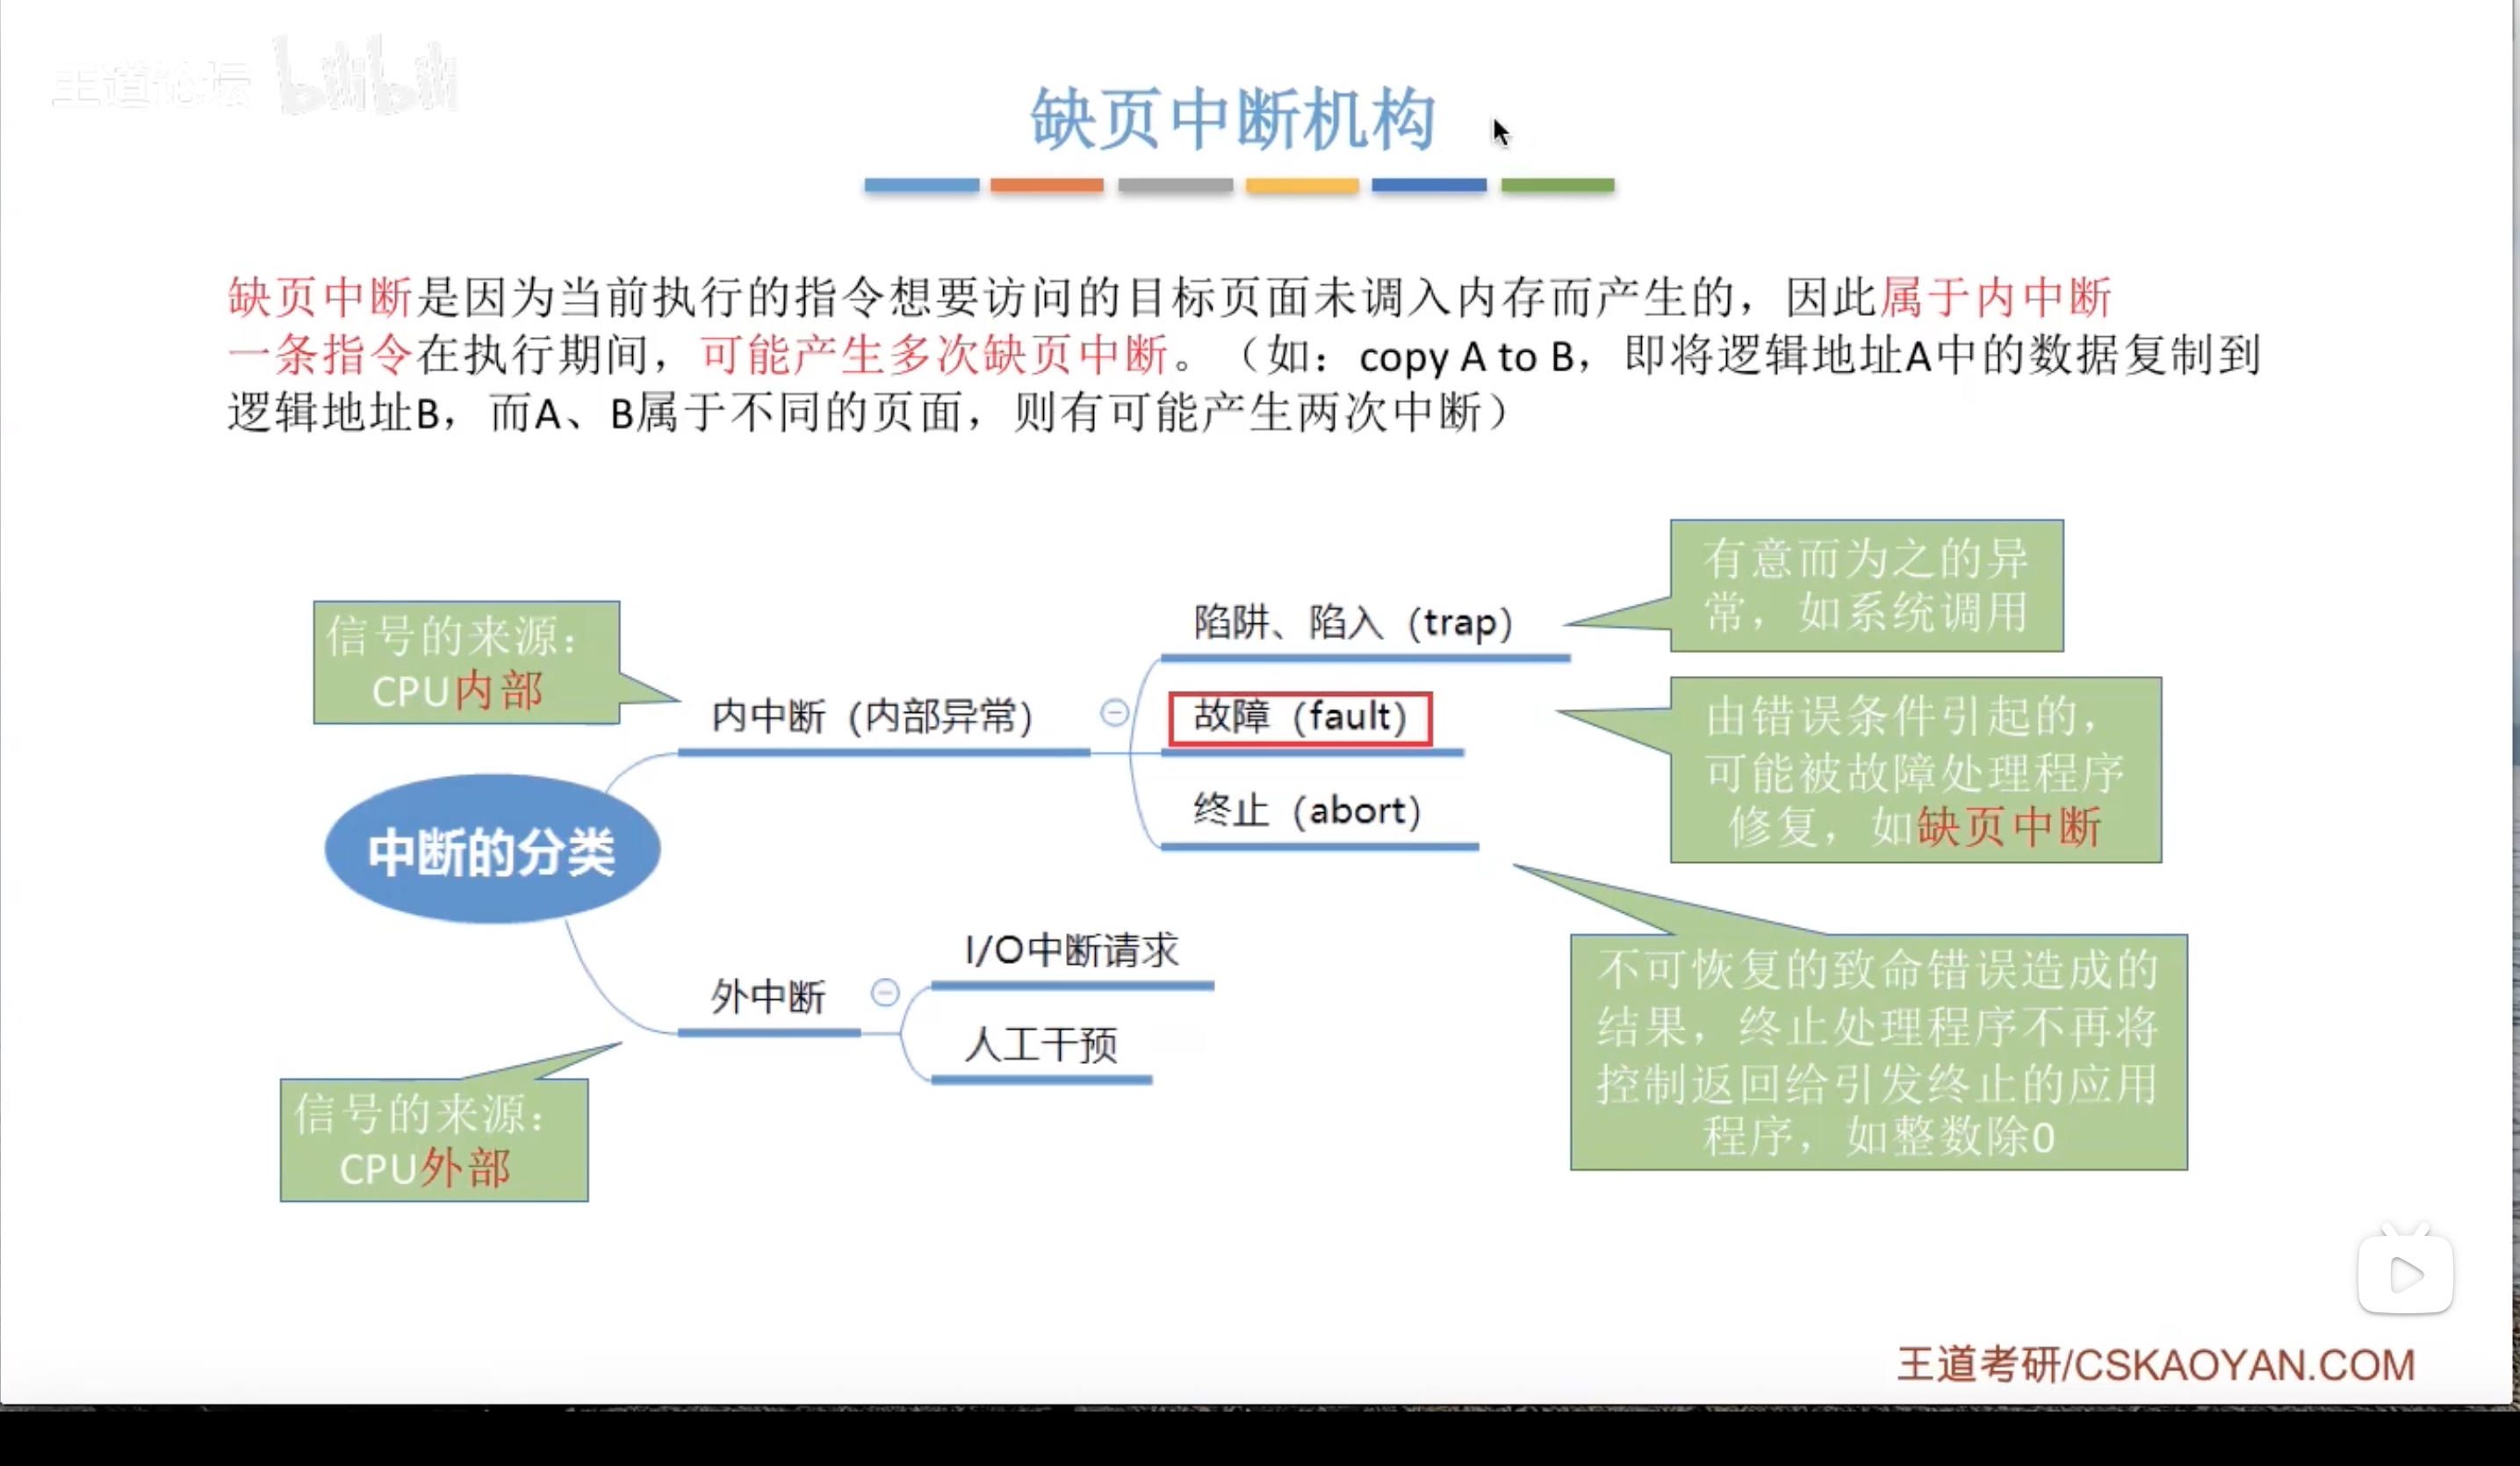 王道论坛 bilibili
缺页中断机构
缺页中断是因为当前执行的指令想要访问的目标页面未调入内存而产生的，因此属于内中断
一条指令在执行期间，可能产生多次缺页中断。（如：copy A to B，即将逻辑地址A中的数据复制到
逻辑地址B，而A、B属于不同的页面，则有可能产生两次中断）
信号的来源：
CPU内部
内中断（内部异常）
陷阱、陷入（trap）
有意而为之的异
常，如系统调用
故障（fault）
由错误条件引起的，
可能被故障处理程序
修复，如缺页中断
终止（abort）
不可恢复的致命错误造成的
结果，终止处理程序不再将
控制返回给引发终止的应用
程序，如整数除0
中断的分类
外中断
I/O中断请求
人工干预
信号的来源：
CPU外部
王道考研/CSKAOYAN.COM